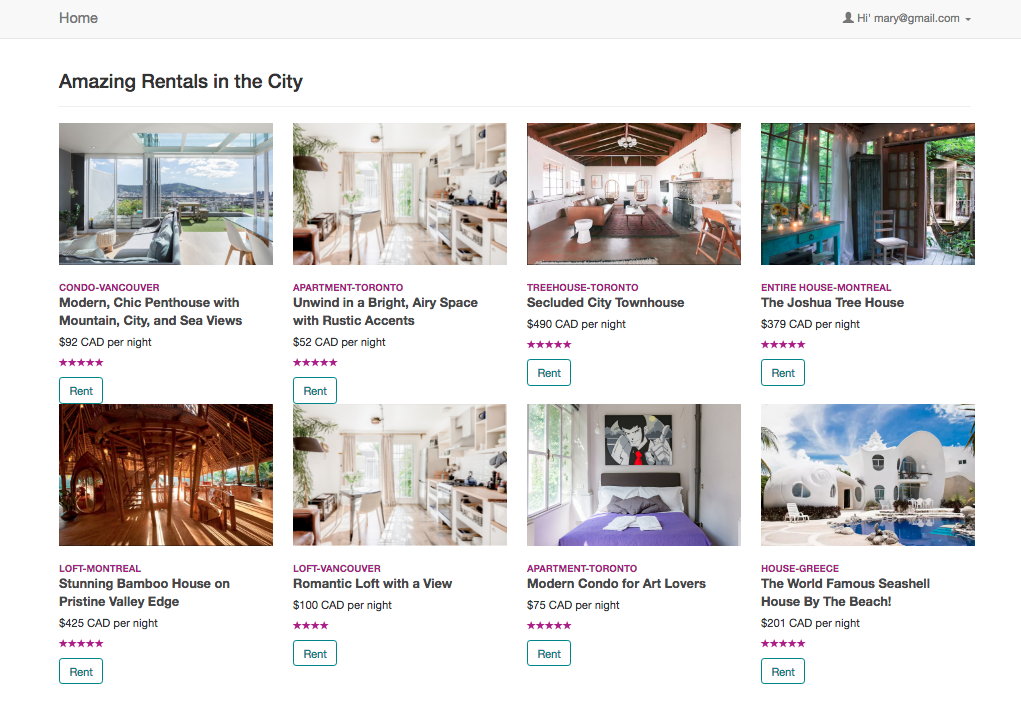 Home
Hi' mary@gmail.com
Amazing Rentals in the City
CONDO-VANCOUVER
Modern, Chic Penthouse with
Mountain, City, and Sea Views
$92 CAD per night
★★★★★
Rent
APARTMENT-TORONTO
Unwind in a Bright, Airy Space
with Rustic Accents
$52 CAD per night
★★★★★
Rent
TREEHOUSE-TORONTO
Secluded City Townhouse
$490 CAD per night
★★★★★
Rent
ENTIRE HOUSE-MONTREAL
The Joshua Tree House
$379 CAD per night
★★★★★
Rent
LOFT-MONTREAL
Stunning Bamboo House on
Pristine Valley Edge
$425 CAD per night
★★★★★
Rent
LOFT-VANCOUVER
Romantic Loft with a View
$100 CAD per night
★★★★
Rent
APARTMENT-TORONTO
Modern Condo for Art Lovers
$75 CAD per night
★★★★★
Rent
HOUSE-GREECE
The World Famous Seashell
House By The Beach!
$201 CAD per night
★★★★★
Rent